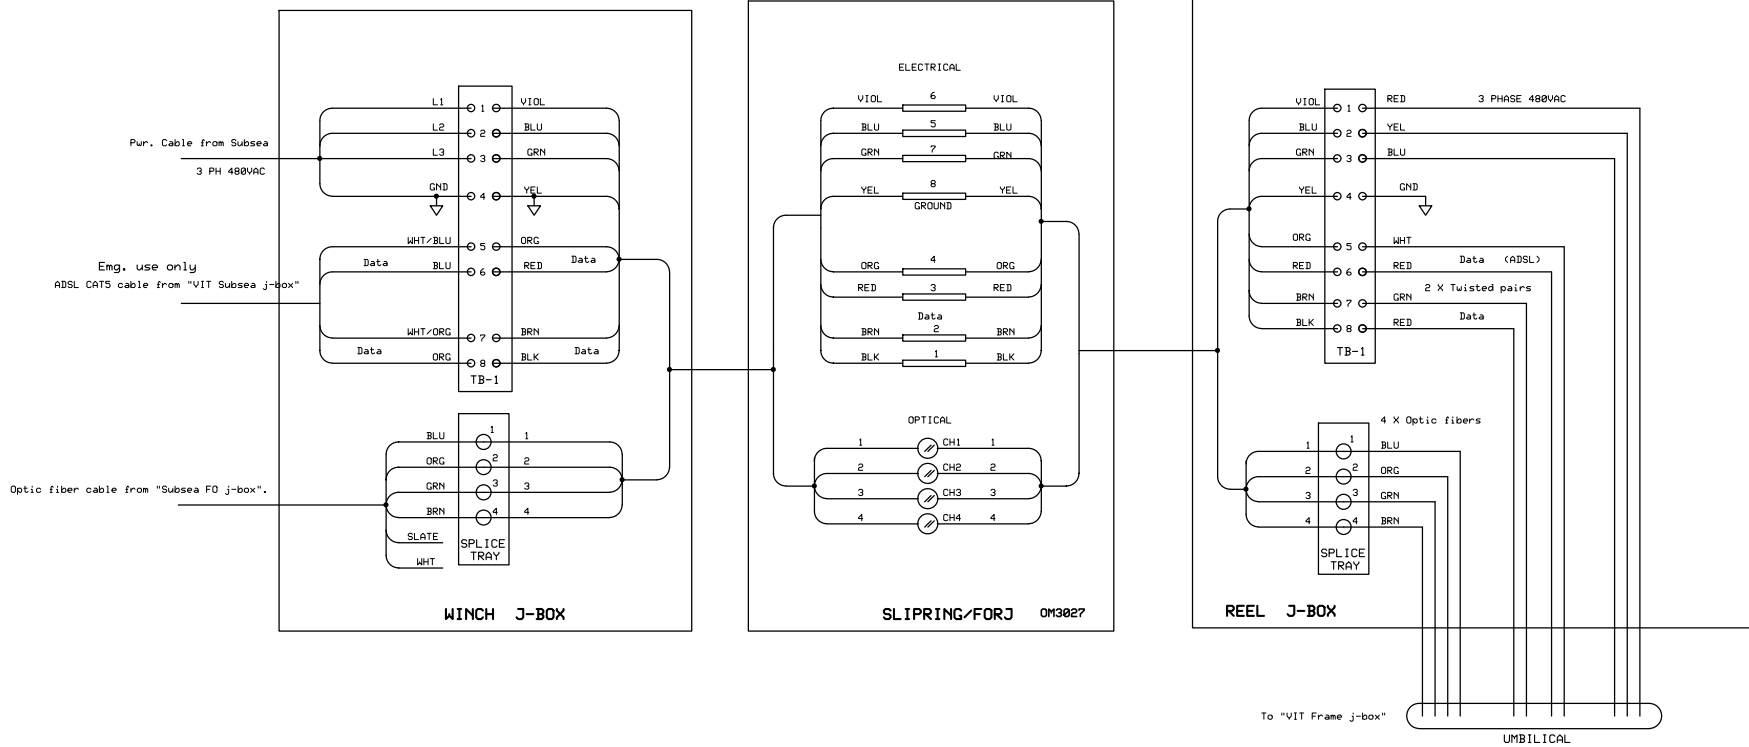 Pwr. Cable from Subsea
3 PH 480VAC
Emg. use only
ADSL CAT5 cable from "VIT Subsea j-box"
Optic fiber cable from "Subsea FO j-box".
L1 1 VIOL
L2 2 BLU
L3 3 GRN
GND 4 YEL
WHT/BLU 5 ORG
Data Data
BLU 6 RED
WHT/ORG 7 BRN
Data Data
ORG 8 BLK
TB-1
BLU 1 1
ORG 2 2
GRN 3 3
BRN 4 4
SLATE
WHT
SPLICE
TRAY
WINCH J-BOX
ELECTRICAL
VIOL 6 VIOL
BLU 5 BLU
GRN 7 GRN
YEL 8 YEL
GROUND
ORG 4 ORG
RED 3 RED
Data
BRN 2 BRN
BLK 1 BLK
OPTICAL
1 CH1 1
2 CH2 2
3 CH3 3
4 CH4 4
SLIPRING/FORJ OM3027
VIOL 1 RED 3 PHASE 480VAC
BLU 2 YEL
GRN 3 BLU
YEL 4 GND
ORG 5 WHT
Data (ADSL)
RED 6 RED
2 X Twisted pairs
BRN 7 GRN
Data
BLK 8 RED
TB-1
4 X Optic fibers
1 1 BLU
2 2 ORG
3 3 GRN
4 4 BRN
SPLICE
TRAY
REEL J-BOX
To "VIT Frame j-box"
UMBILICAL